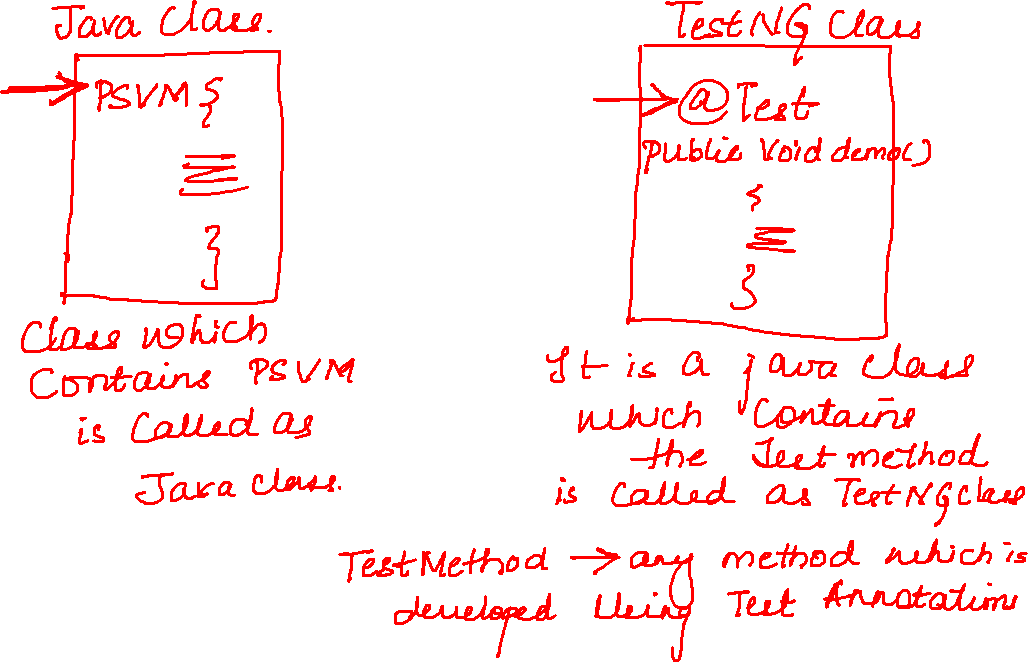 Java Class.
PSVM {
}
Class which
Contains PSVM
is Called as
Java class.
TestNG Class
@Test
Public Void demo()
{
}
It is a java class
which Contains
the Test method
is Called as TestNG class
TestMethod → any method which is
developed Using Test Annotation